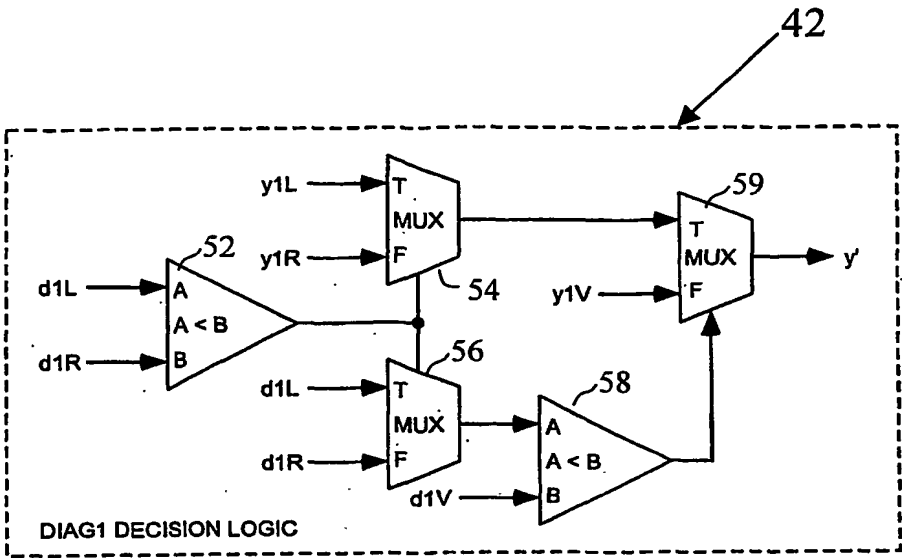 42
y1L
T
MUX
y1R
F
54
59
T
MUX
y'
y1V
F
52
d1L
A
A < B
d1R
B
56
d1L
T
MUX
d1R
F
58
A
A < B
d1V
B
DIAG1 DECISION LOGIC